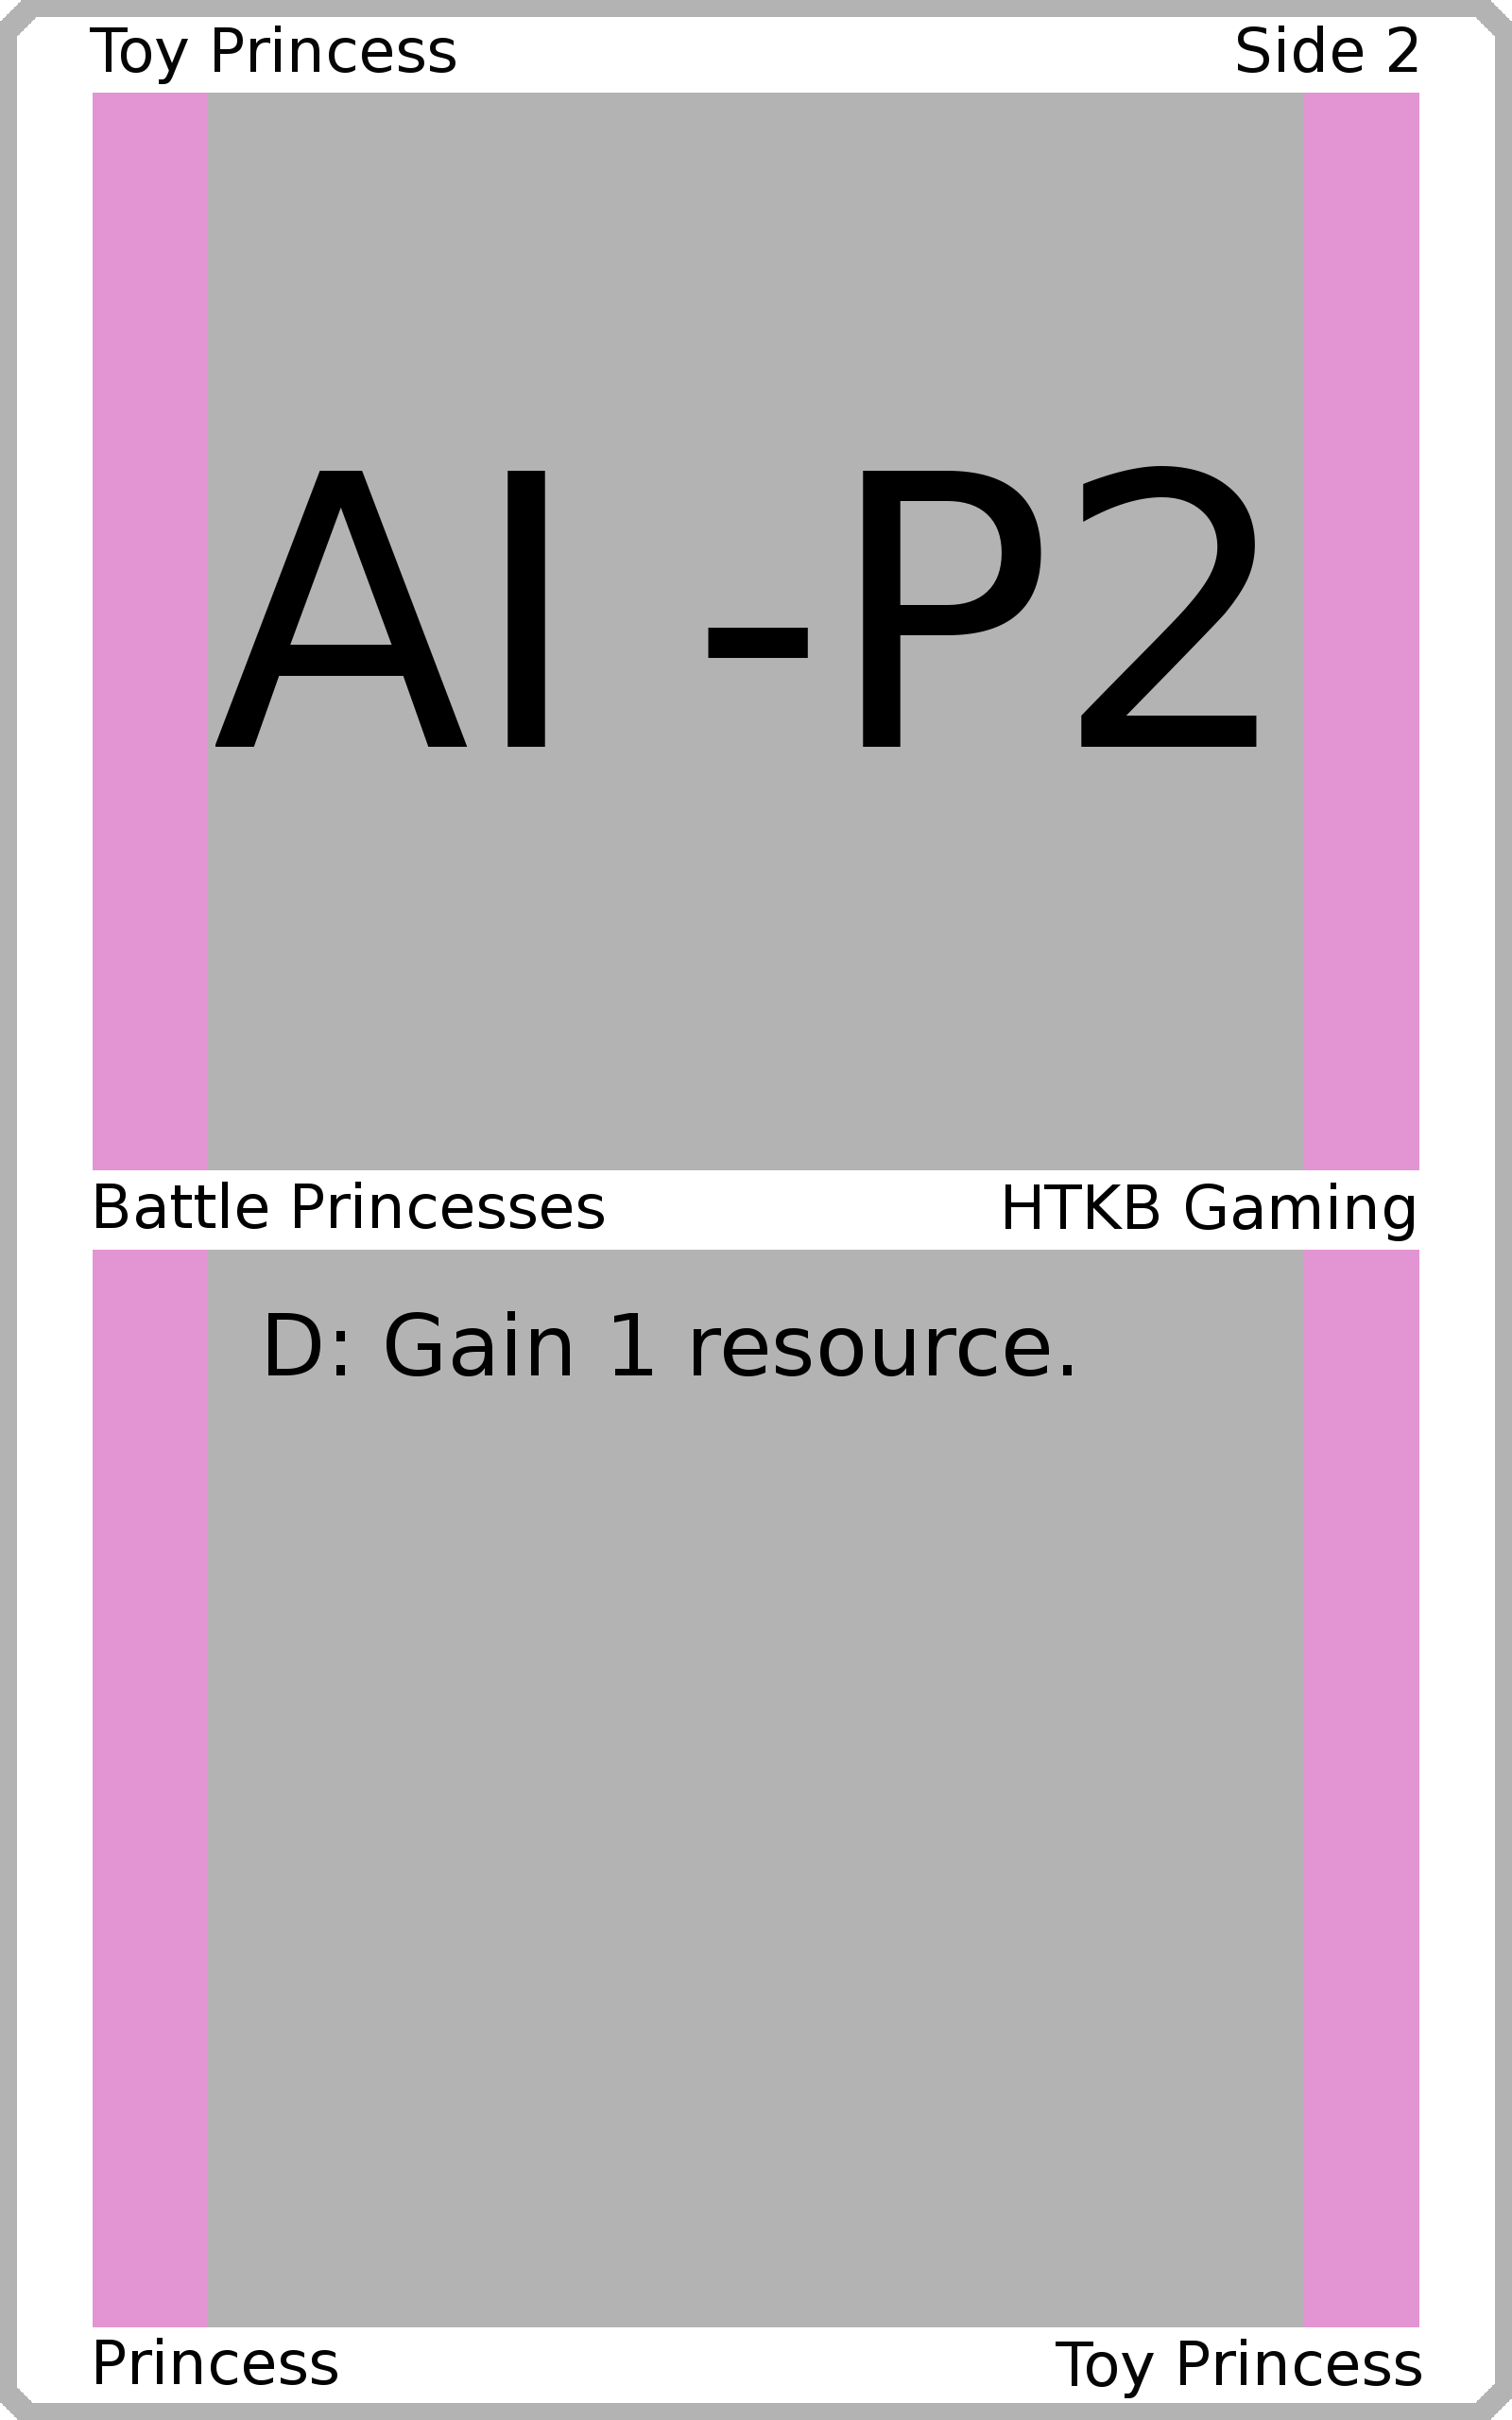 Toy Princess Side 2
AI -P2
Battle Princesses HTKB Gaming
D: Gain 1 resource.
Princess Toy Princess